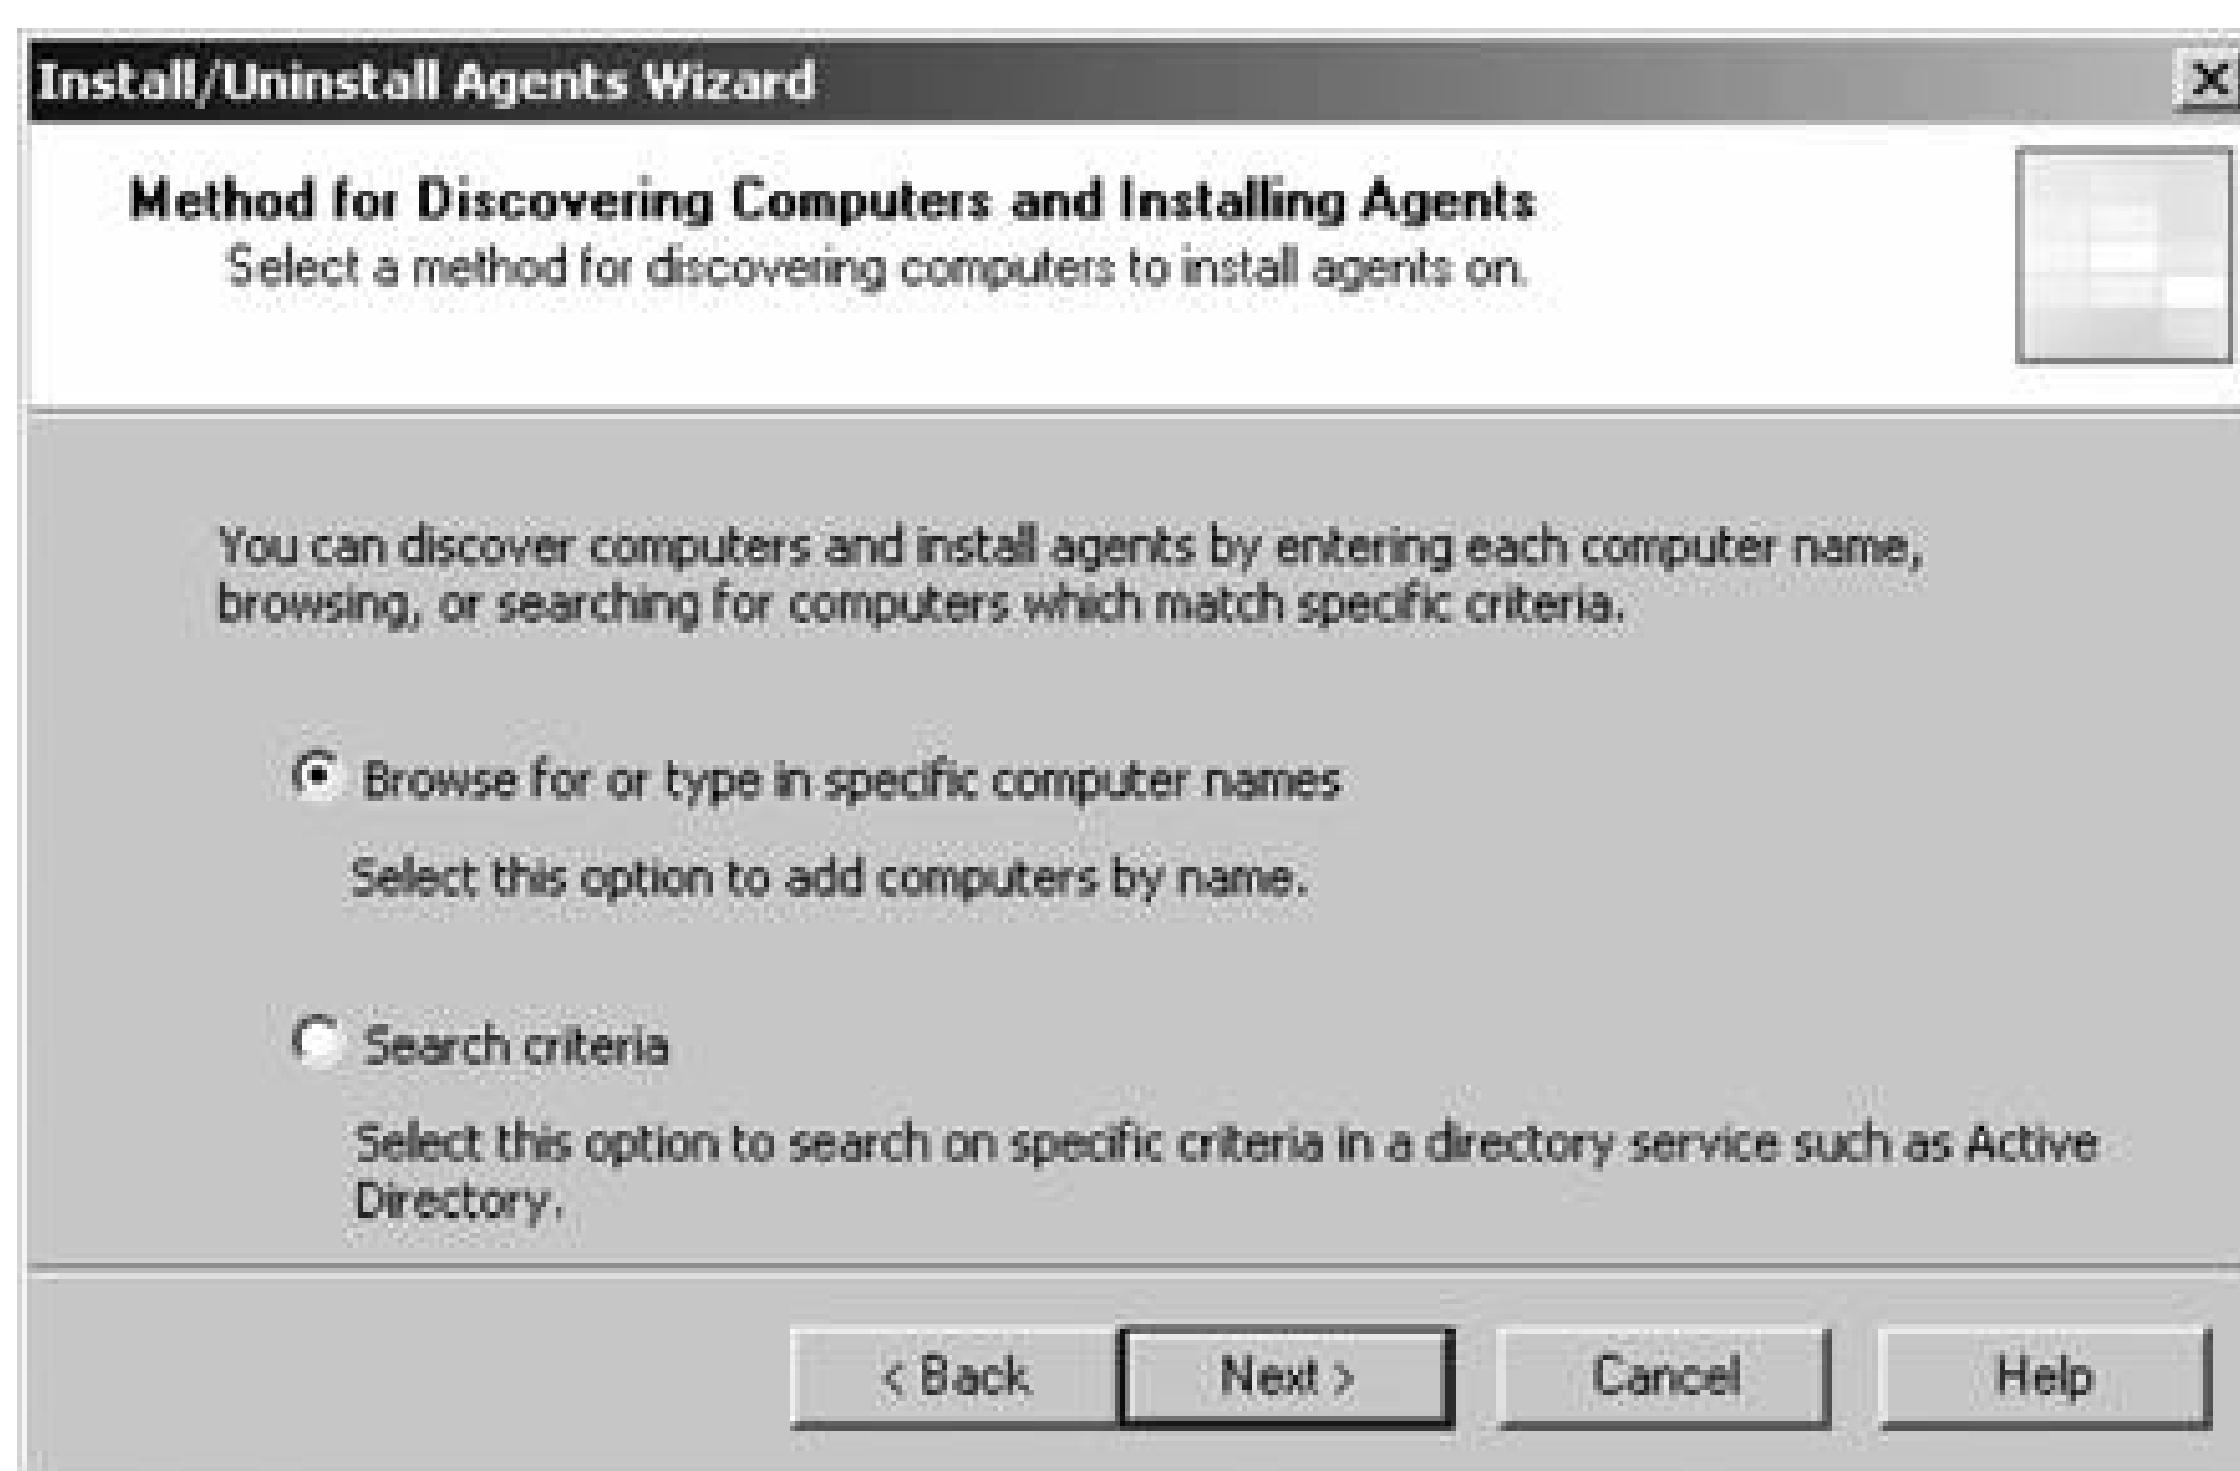 Install/Uninstall Agents Wizard
Method for Discovering Computers and Installing Agents
Select a method for discovering computers to install agents on.
You can discover computers and install agents by entering each computer name,
browsing, or searching for computers which match specific criteria.
Browse for or type in specific computer names
Select this option to add computers by name.
Search criteria
Select this option to search on specific criteria in a directory service such as Active
Directory.
< Back Next > Cancel Help